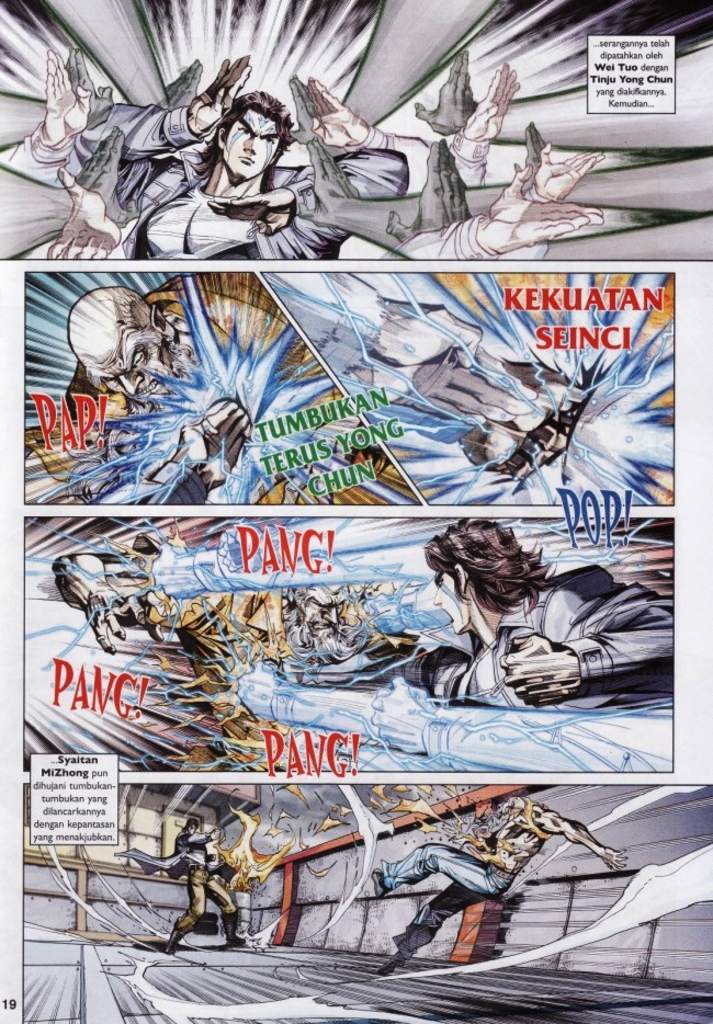 ...serangannya telah
dipatahkan oleh
Wei Tuo dengan
Tinju Yong Chun
yang diakifkannya.
Kemudian...
PAP!
TUMBUKAN
TERUS YONG
CHUN
KEKUATAN
SEINCI
POP!
PANG!
PANG!
PANG!
...Syaitan
MiZhong pun
dihujani tumbukan-
tumbukan yang
dilancarkannya
dengan kepantasan
yang menakjubkan.
19